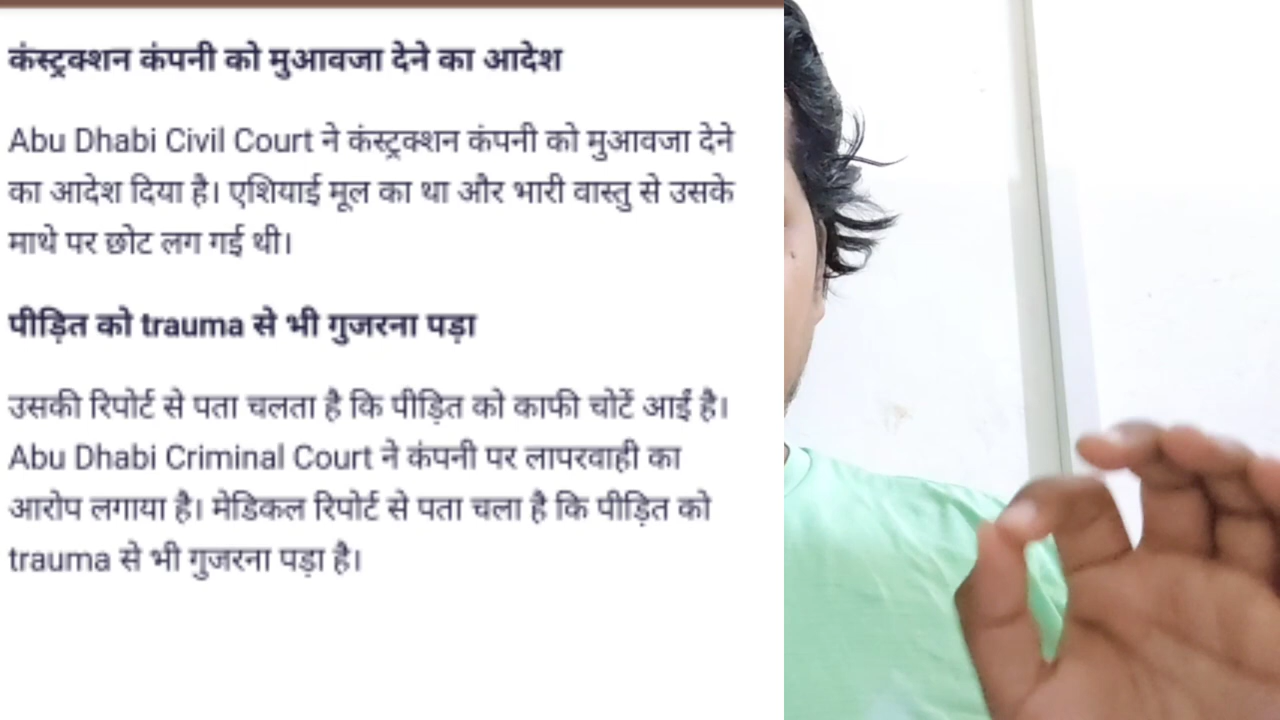 कंस्ट्रक्शन कंपनी को मुआवजा देने का आदेश
Abu Dhabi Civil Court ने कंस्ट्रक्शन कंपनी को मुआवजा देने
का आदेश दिया है। एशियाई मूल का था और भारी वास्तु से उसके
माथे पर छोट लग गई थी।
पीड़ित को trauma से भी गुजरना पड़ा
उसकी रिपोर्ट से पता चलता है कि पीड़ित को काफी चोटें आईं है।
Abu Dhabi Criminal Court ने कंपनी पर लापरवाही का
आरोप लगाया है। मेडिकल रिपोर्ट से पता चला है कि पीड़ित को
trauma से भी गुजरना पड़ा है।